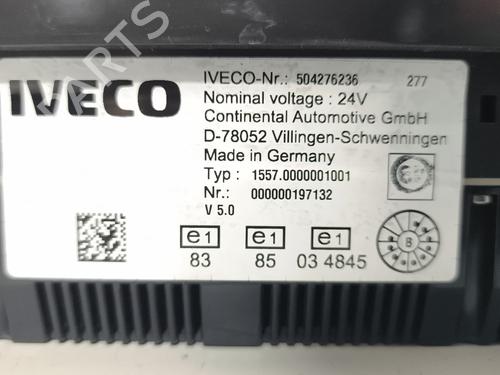 IVECO
IVECO-Nr.: 504276236 277
Nominal voltage : 24V
Continental Automotive GmbH
D-78052 Villingen-Schwenningen
Made in Germany
Typ : 1557.0000001001
Nr.: 000000197132
V 5.0
e1 e1 e1
83 85 03 4845
B
B-PARTS